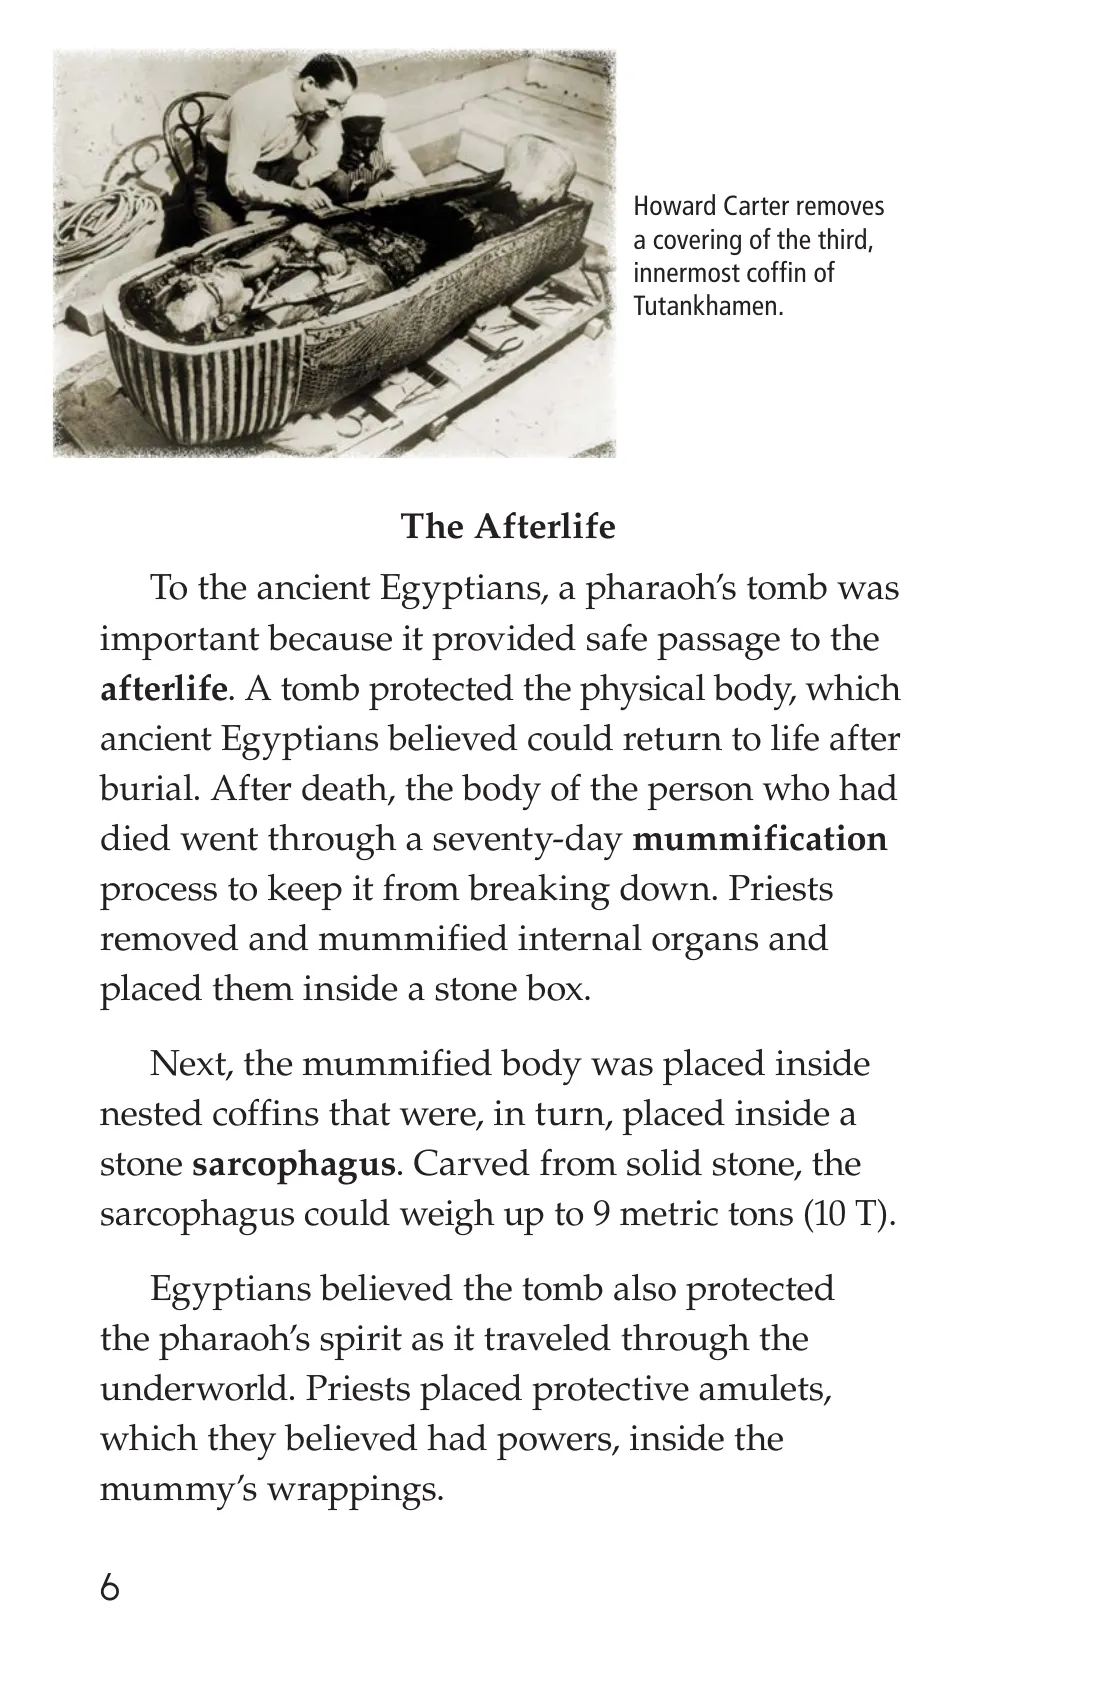 Howard Carter removes
a covering of the third,
innermost coffin of
Tutankhamen.
The Afterlife
To the ancient Egyptians, a pharaoh’s tomb was
important because it provided safe passage to the
afterlife. A tomb protected the physical body, which
ancient Egyptians believed could return to life after
burial. After death, the body of the person who had
died went through a seventy-day mummification
process to keep it from breaking down. Priests
removed and mummified internal organs and
placed them inside a stone box.
Next, the mummified body was placed inside
nested coffins that were, in turn, placed inside a
stone sarcophagus. Carved from solid stone, the
sarcophagus could weigh up to 9 metric tons (10 T).
Egyptians believed the tomb also protected
the pharaoh’s spirit as it traveled through the
underworld. Priests placed protective amulets,
which they believed had powers, inside the
mummy’s wrappings.
6